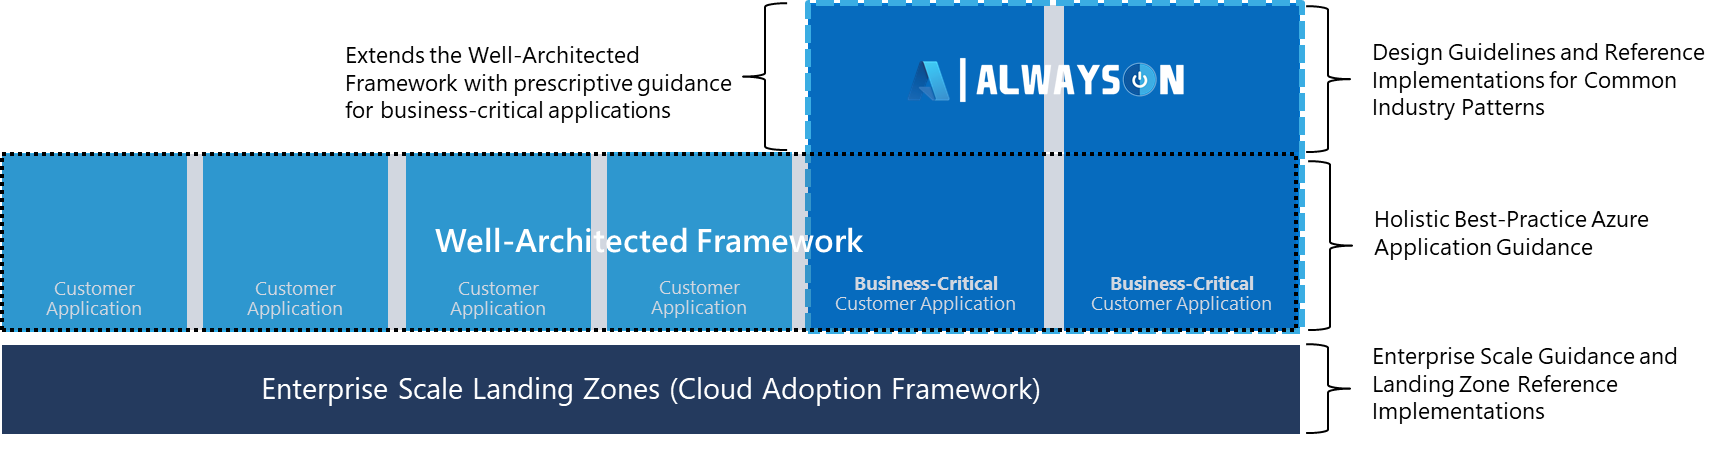 Extends the Well-Architected
Framework with prescriptive guidance
for business-critical applications
ALWAYSON
Design Guidelines and Reference
Implementations for Common
Industry Patterns
Well-Architected Framework
Customer
Application
Customer
Application
Customer
Application
Customer
Application
Business-Critical
Customer Application
Business-Critical
Customer Application
Holistic Best-Practice Azure
Application Guidance
Enterprise Scale Landing Zones (Cloud Adoption Framework)
Enterprise Scale Guidance and
Landing Zone Reference
Implementations